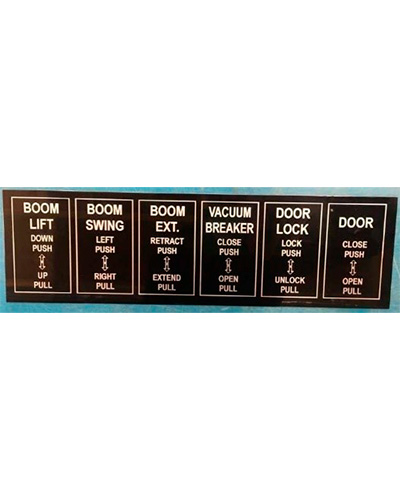 BOOM
LIFT
DOWN
PUSH
UP
PULL
BOOM
SWING
LEFT
PUSH
RIGHT
PULL
BOOM
EXT.
RETRACT
PUSH
EXTEND
PULL
VACUUM
BREAKER
CLOSE
PUSH
OPEN
PULL
DOOR
LOCK
LOCK
PUSH
UNLOCK
PULL
DOOR
CLOSE
PUSH
OPEN
PULL